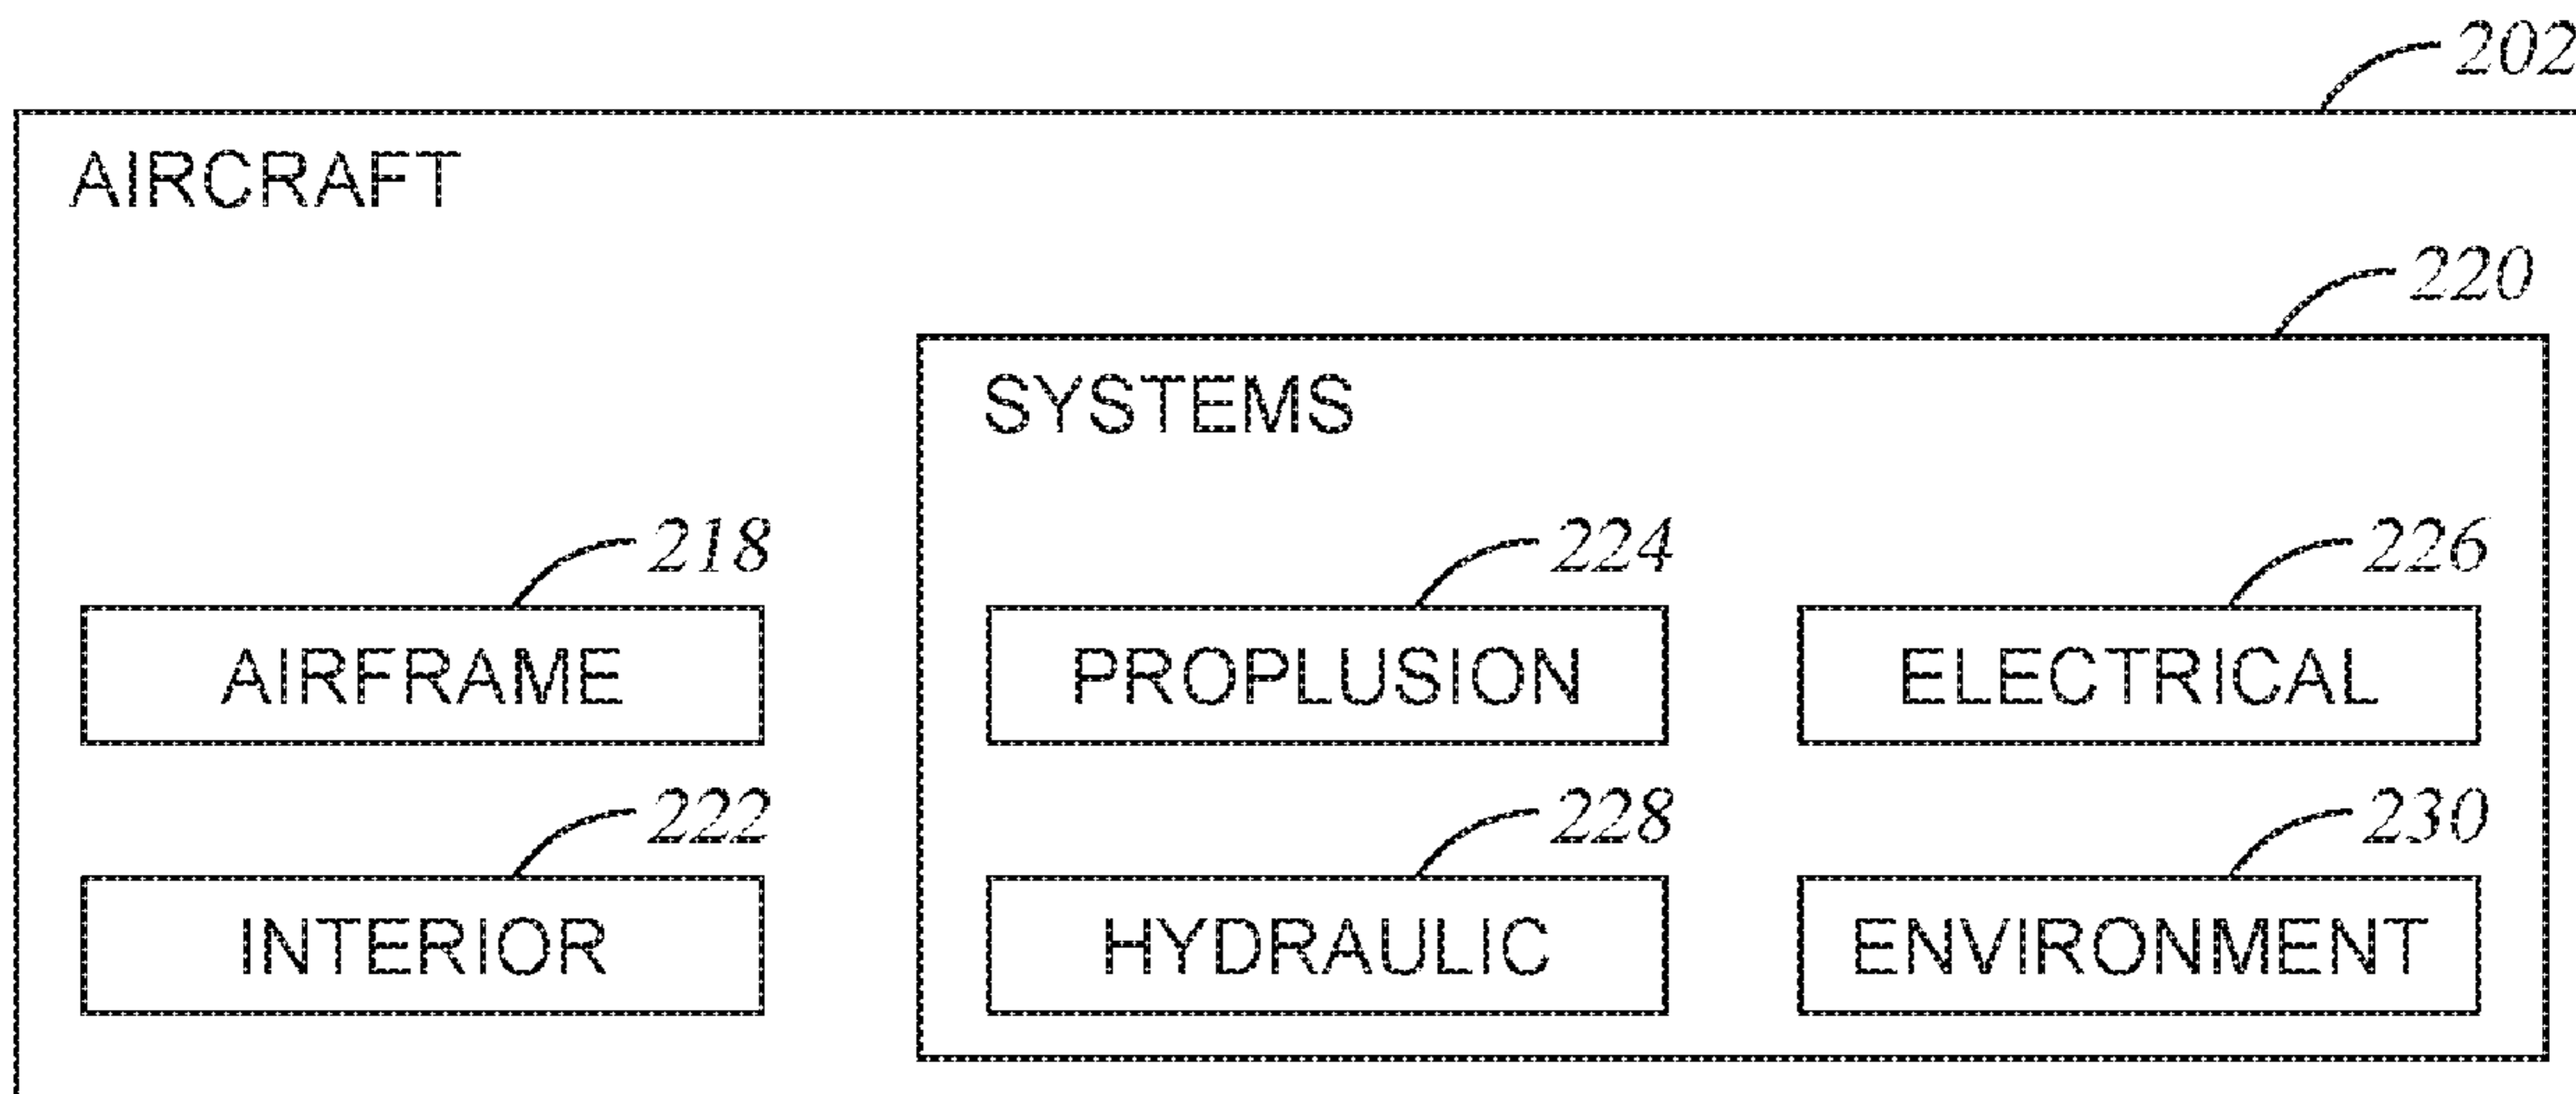 202
AIRCRAFT
220
SYSTEMS
218
224
226
AIRFRAME
PROPLUSION
ELECTRICAL
222
228
230
INTERIOR
HYDRAULIC
ENVIRONMENT